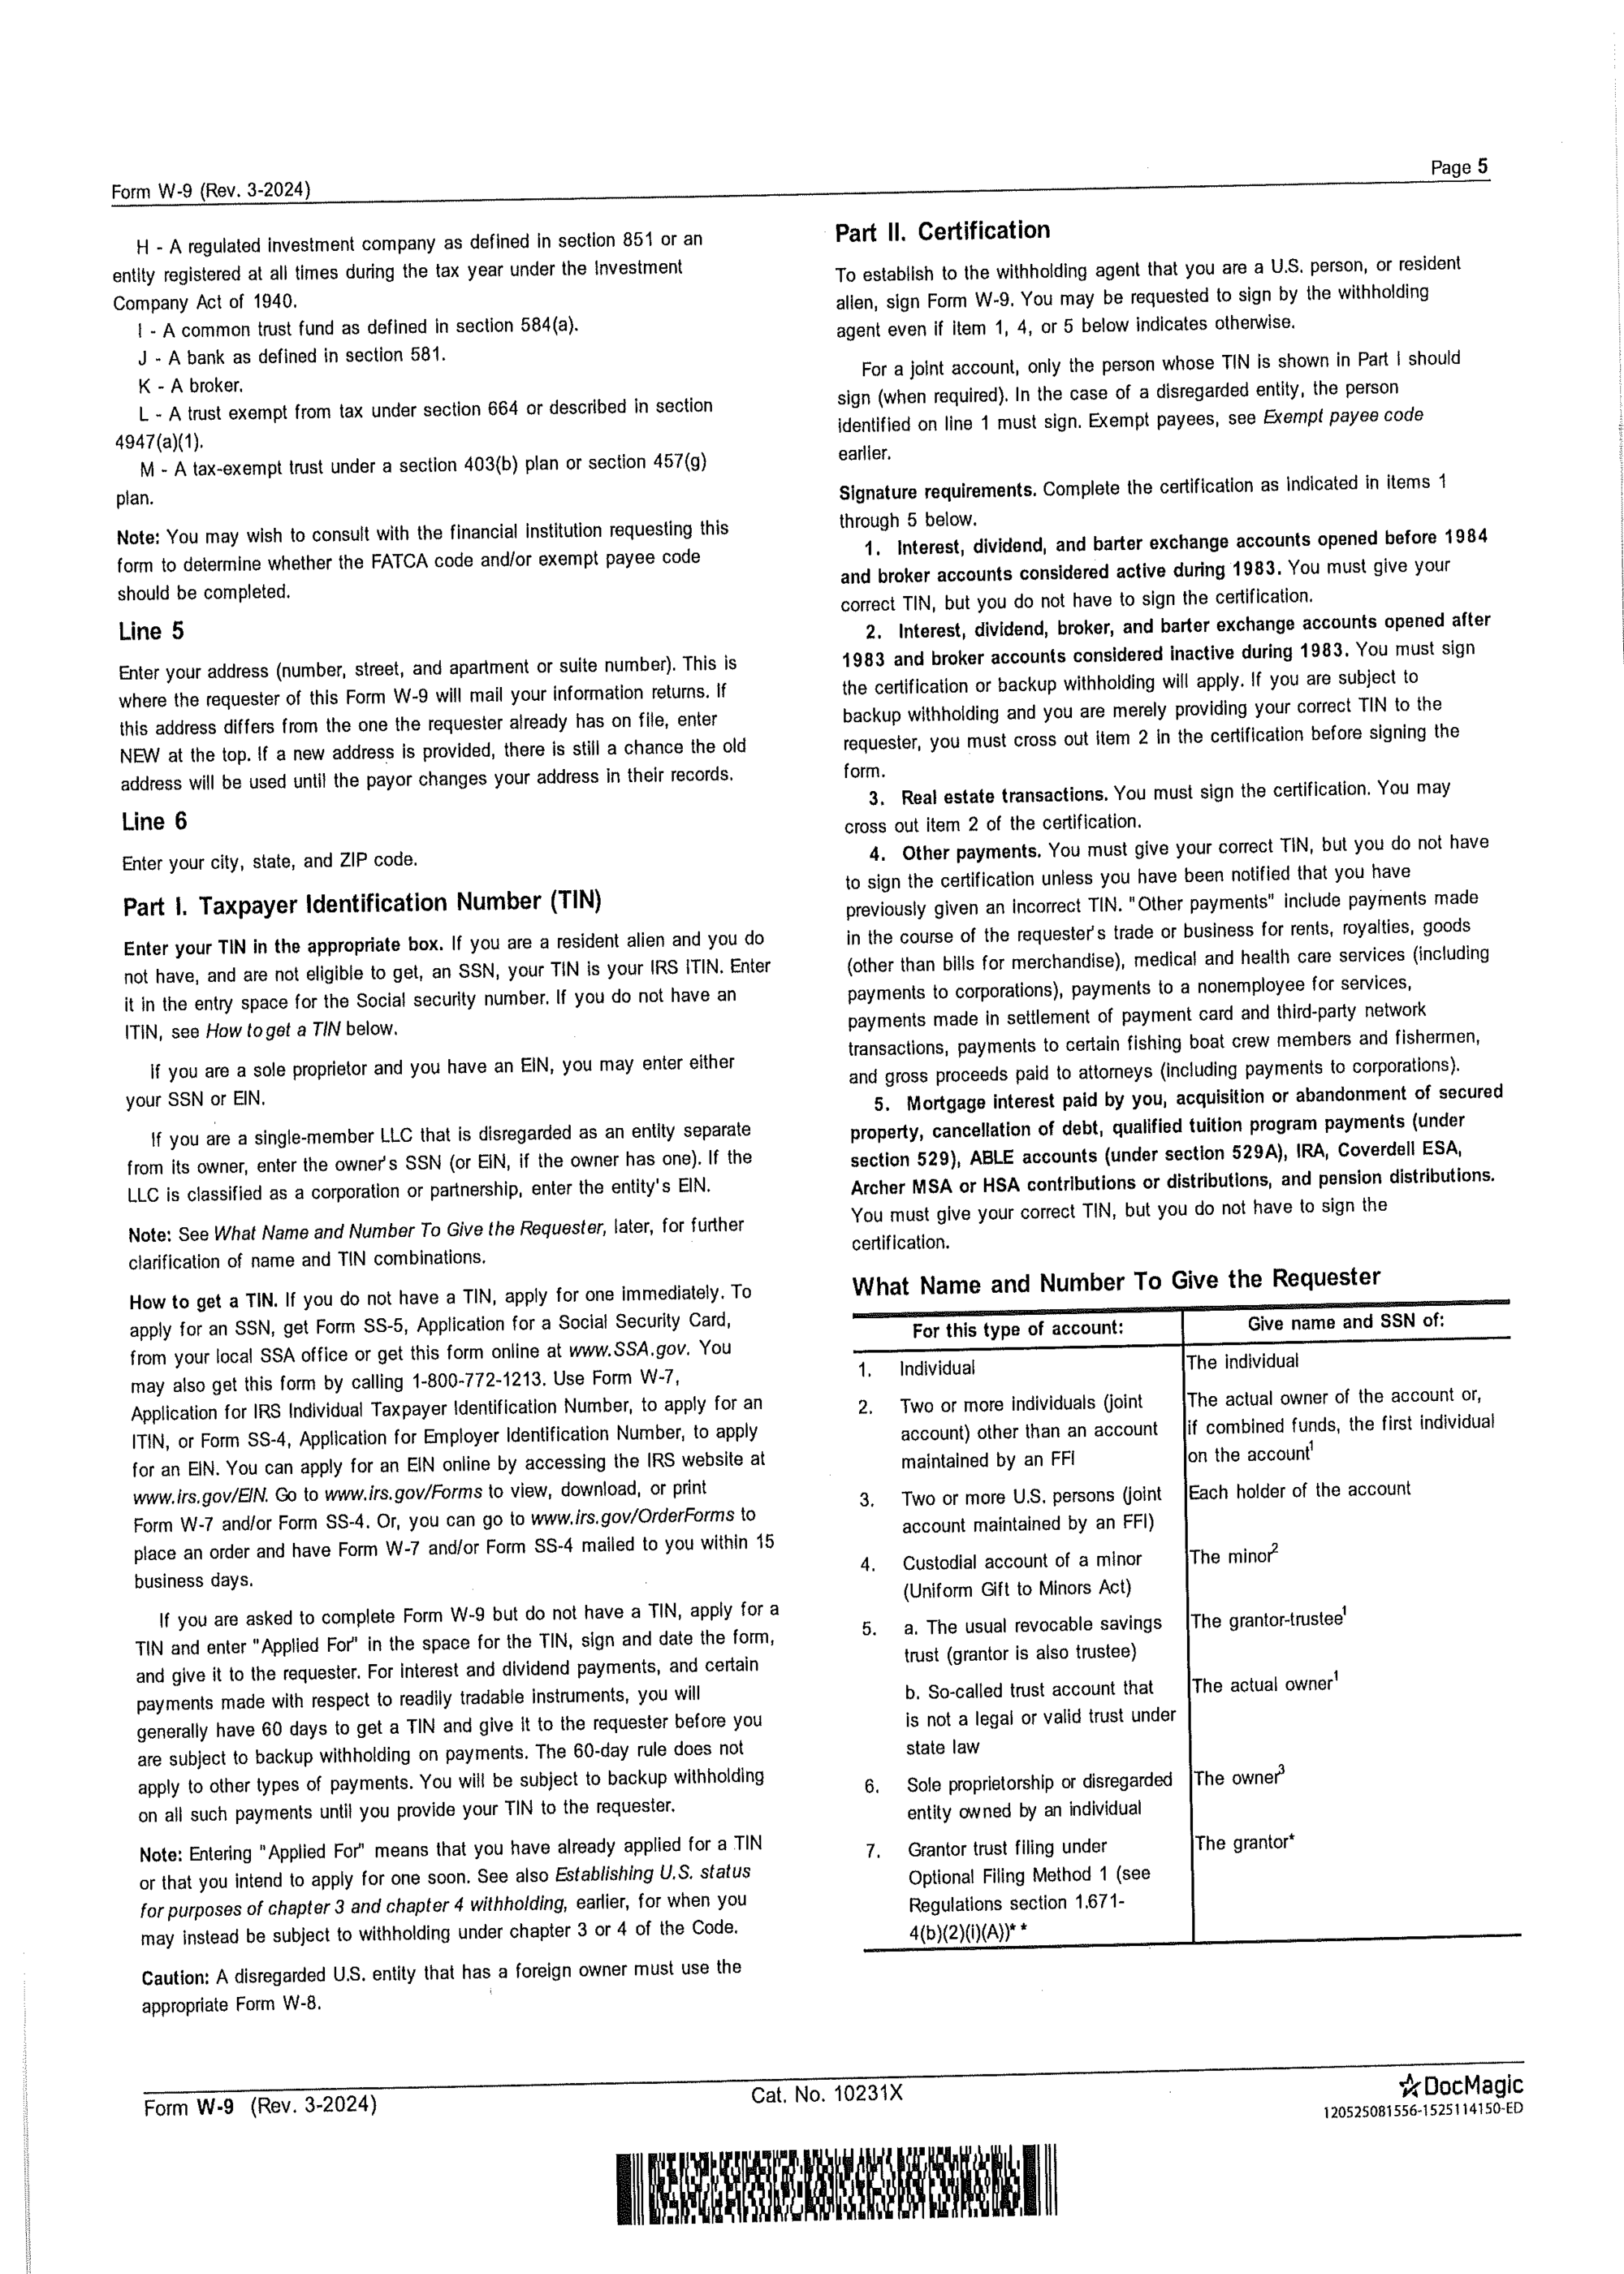 Form W-9 (Rev. 3-2024)
Page 5
H - A regulated investment company as defined in section 851 or an
entity registered at all times during the tax year under the Investment
Company Act of 1940.
I - A common trust fund as defined in section 584(a).
J - A bank as defined in section 581.
K - A broker.
L - A trust exempt from tax under section 664 or described in section
4947(a)(1).
M - A tax-exempt trust under a section 403(b) plan or section 457(g)
plan.
Note: You may wish to consult with the financial institution requesting this
form to determine whether the FATCA code and/or exempt payee code
should be completed.
Line 5
Enter your address (number, street, and apartment or suite number). This is
where the requester of this Form W-9 will mail your information returns. If
this address differs from the one the requester already has on file, enter
NEW at the top. If a new address is provided, there is still a chance the old
address will be used until the payor changes your address in their records.
Line 6
Enter your city, state, and ZIP code.
Part I. Taxpayer Identification Number (TIN)
Enter your TIN in the appropriate box. If you are a resident alien and you do
not have, and are not eligible to get, an SSN, your TIN is your IRS ITIN. Enter
it in the entry space for the Social security number. If you do not have an
ITIN, see How to get a TIN below.
If you are a sole proprietor and you have an EIN, you may enter either
your SSN or EIN.
If you are a single-member LLC that is disregarded as an entity separate
from its owner, enter the owner's SSN (or EIN, if the owner has one). If the
LLC is classified as a corporation or partnership, enter the entity's EIN.
Note: See What Name and Number To Give the Requester, later, for further
clarification of name and TIN combinations.
How to get a TIN. If you do not have a TIN, apply for one immediately. To
apply for an SSN, get Form SS-5, Application for a Social Security Card,
from your local SSA office or get this form online at www.SSA.gov. You
may also get this form by calling 1-800-772-1213. Use Form W-7,
Application for IRS Individual Taxpayer Identification Number, to apply for an
ITIN, or Form SS-4, Application for Employer Identification Number, to apply
for an EIN. You can apply for an EIN online by accessing the IRS website at
www.irs.gov/EIN. Go to www.irs.gov/Forms to view, download, or print
Form W-7 and/or Form SS-4. Or, you can go to www.irs.gov/OrderForms to
place an order and have Form W-7 and/or Form SS-4 mailed to you within 15
business days.
If you are asked to complete Form W-9 but do not have a TIN, apply for a
TIN and enter "Applied For" in the space for the TIN, sign and date the form,
and give it to the requester. For interest and dividend payments, and certain
payments made with respect to readily tradable instruments, you will
generally have 60 days to get a TIN and give it to the requester before you
are subject to backup withholding on payments. The 60-day rule does not
apply to other types of payments. You will be subject to backup withholding
on all such payments until you provide your TIN to the requester.
Note: Entering "Applied For" means that you have already applied for a TIN
or that you intend to apply for one soon. See also Establishing U.S. status
for purposes of chapter 3 and chapter 4 withholding, earlier, for when you
may instead be subject to withholding under chapter 3 or 4 of the Code.
Caution: A disregarded U.S. entity that has a foreign owner must use the
appropriate Form W-8.
Part II. Certification
To establish to the withholding agent that you are a U.S. person, or resident
alien, sign Form W-9. You may be requested to sign by the withholding
agent even if item 1, 4, or 5 below indicates otherwise.
For a joint account, only the person whose TIN is shown in Part I should
sign (when required). In the case of a disregarded entity, the person
identified on line 1 must sign. Exempt payees, see Exempt payee code
earlier.
Signature requirements. Complete the certification as indicated in items 1
through 5 below.
1. Interest, dividend, and barter exchange accounts opened before 1984
and broker accounts considered active during 1983. You must give your
correct TIN, but you do not have to sign the certification.
2. Interest, dividend, broker, and barter exchange accounts opened after
1983 and broker accounts considered inactive during 1983. You must sign
the certification or backup withholding will apply. If you are subject to
backup withholding and you are merely providing your correct TIN to the
requester, you must cross out item 2 in the certification before signing the
form.
3. Real estate transactions. You must sign the certification. You may
cross out item 2 of the certification.
4. Other payments. You must give your correct TIN, but you do not have
to sign the certification unless you have been notified that you have
previously given an incorrect TIN. "Other payments" include payments made
in the course of the requester's trade or business for rents, royalties, goods
(other than bills for merchandise), medical and health care services (including
payments to corporations), payments to a nonemployee for services,
payments made in settlement of payment card and third-party network
transactions, payments to certain fishing boat crew members and fishermen,
and gross proceeds paid to attorneys (including payments to corporations).
5. Mortgage interest paid by you, acquisition or abandonment of secured
property, cancellation of debt, qualified tuition program payments (under
section 529), ABLE accounts (under section 529A), IRA, Coverdell ESA,
Archer MSA or HSA contributions or distributions, and pension distributions.
You must give your correct TIN, but you do not have to sign the
certification.
What Name and Number To Give the Requester
For this type of account:
Give name and SSN of:
1. Individual
The individual
2. Two or more individuals (joint
account) other than an account
maintained by an FFI
The actual owner of the account or,
if combined funds, the first individual
on the account¹
3. Two or more U.S. persons (joint
account maintained by an FFI)
Each holder of the account
4. Custodial account of a minor
(Uniform Gift to Minors Act)
The minor²
5. a. The usual revocable savings
trust (grantor is also trustee)
The grantor-trustee¹
b. So-called trust account that
is not a legal or valid trust under
state law
The actual owner¹
6. Sole proprietorship or disregarded
entity owned by an individual
The owner³
7. Grantor trust filing under
Optional Filing Method 1 (see
Regulations section 1.671-
4(b)(2)(i)(A))**
The grantor*
Form W-9 (Rev. 3-2024)
Cat. No. 10231X
DocMagic
120525081556-1525114150-ED